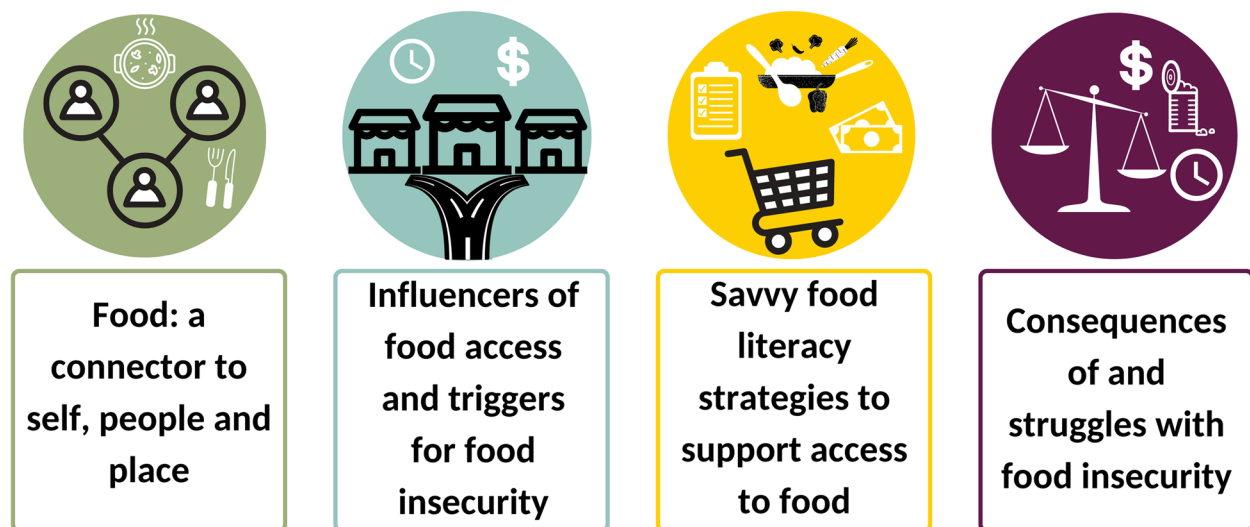 $
$
Food: a
connector to
self, people and
place
Influencers of
food access
and triggers
for food
insecurity
Savvy food
literacy
strategies to
support access
to food
Consequences
of and
struggles with
food insecurity